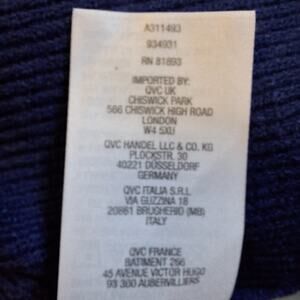 A311493
934931
RN 81893
IMPORTED BY:
QVC UK
CHISWICK PARK
566 CHISWICK HIGH ROAD
LONDON
W4 5XU
QVC HANDEL LLC & CO. KG
PLOCKSTR. 30
40221 DÜSSELDORF
GERMANY
QVC ITALIA S.R.L.
VIA GUZZINA 18
20861 BRUGHERIO (MB)
ITALY
QVC FRANCE
BATIMENT 266
45 AVENUE VICTOR HUGO
93 300 AUBERVILLIERS